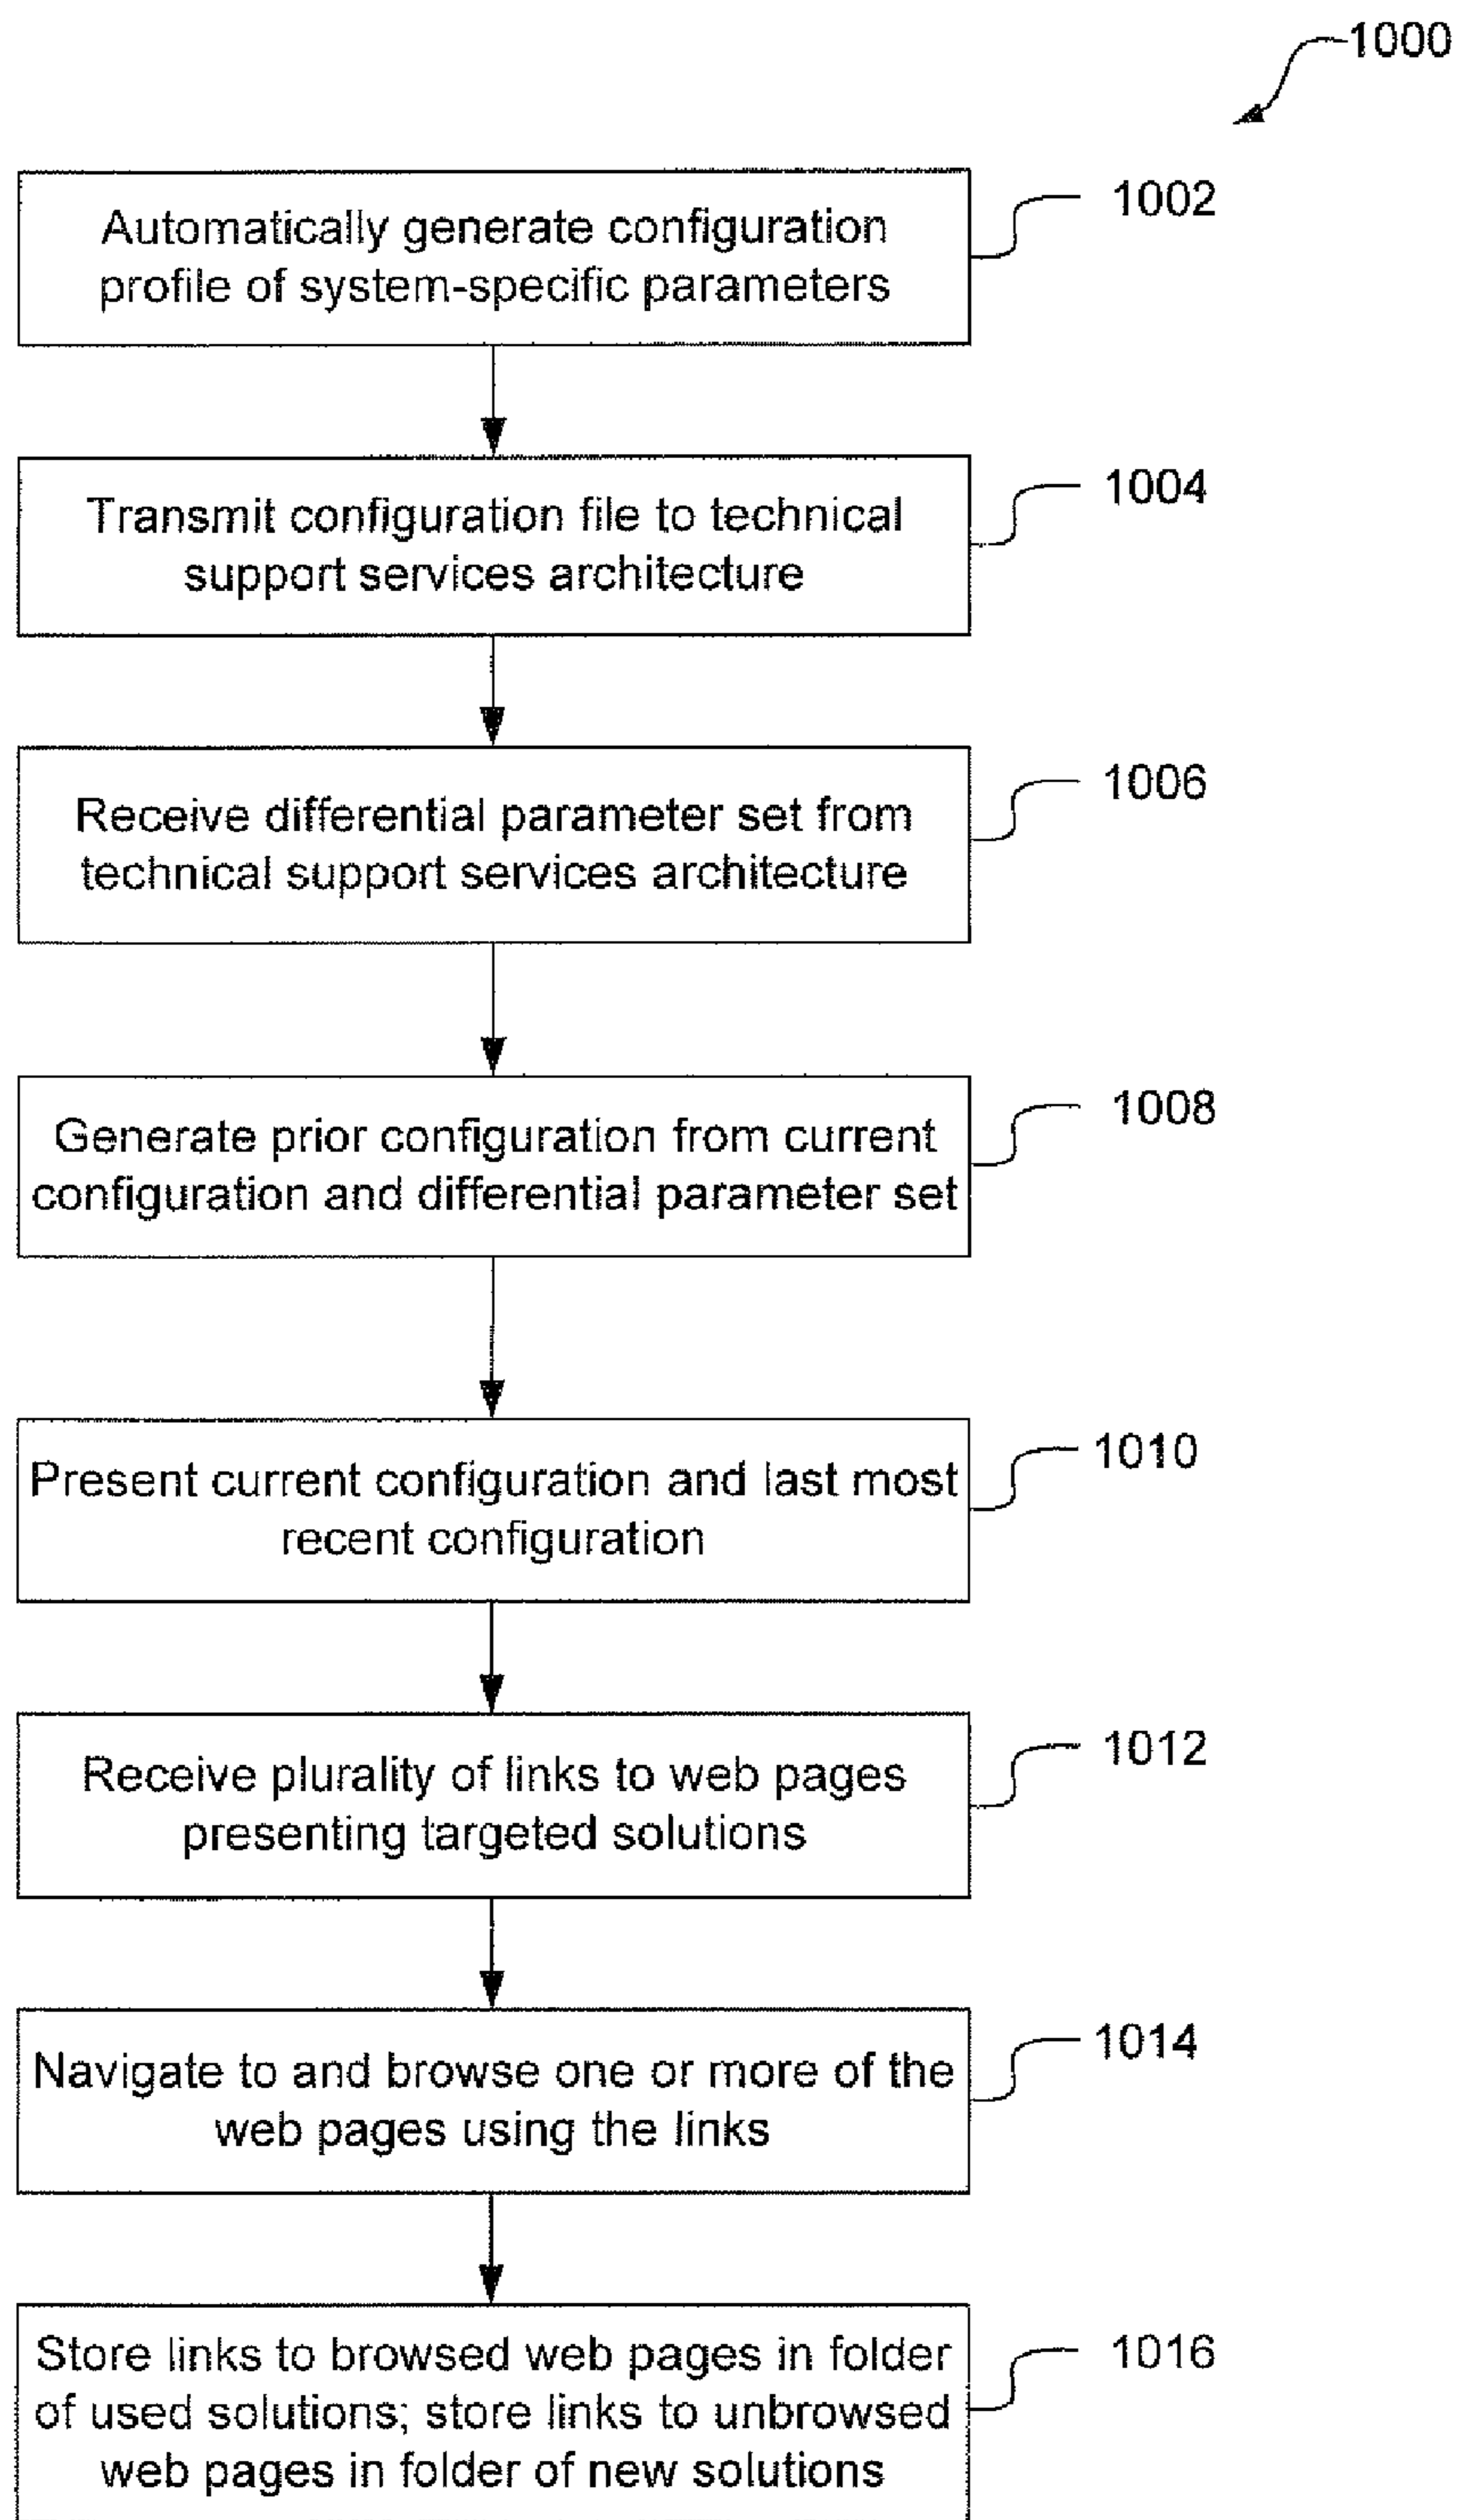 1000
Automatically generate configuration
profile of system-specific parameters
1002
Transmit configuration file to technical
support services architecture
1004
Receive differential parameter set from
technical support services architecture
1006
Generate prior configuration from current
configuration and differential parameter set
1008
Present current configuration and last most
recent configuration
1010
Receive plurality of links to web pages
presenting targeted solutions
1012
Navigate to and browse one or more of the
web pages using the links
1014
Store links to browsed web pages in folder
of used solutions; store links to unbrowsed
web pages in folder of new solutions
1016